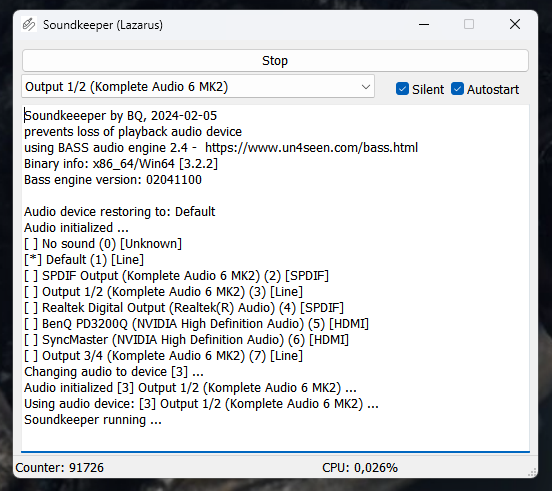 Soundkeeper (Lazarus)
Stop
Output 1/2 (Komplete Audio 6 MK2)
Silent
Autostart
Soundkeeeper by BQ, 2024-02-05
prevents loss of playback audio device
using BASS audio engine 2.4 -  https://www.un4seen.com/bass.html
Binary info: x86_64/Win64 [3.2.2]
Bass engine version: 02041100
Audio device restoring to: Default
Audio initialized ...
[ ] No sound (0) [Unknown]
[*] Default (1) [Line]
[ ] SPDIF Output (Komplete Audio 6 MK2) (2) [SPDIF]
[ ] Output 1/2 (Komplete Audio 6 MK2) (3) [Line]
[ ] Realtek Digital Output (Realtek(R) Audio) (4) [SPDIF]
[ ] BenQ PD3200Q (NVIDIA High Definition Audio) (5) [HDMI]
[ ] SyncMaster (NVIDIA High Definition Audio) (6) [HDMI]
[ ] Output 3/4 (Komplete Audio 6 MK2) (7) [Line]
Changing audio to device [3] ...
Audio initialized [3] Output 1/2 (Komplete Audio 6 MK2) ...
Using audio device: [3] Output 1/2 (Komplete Audio 6 MK2) ...
Soundkeeper running ...
Counter: 91726
CPU: 0,026%